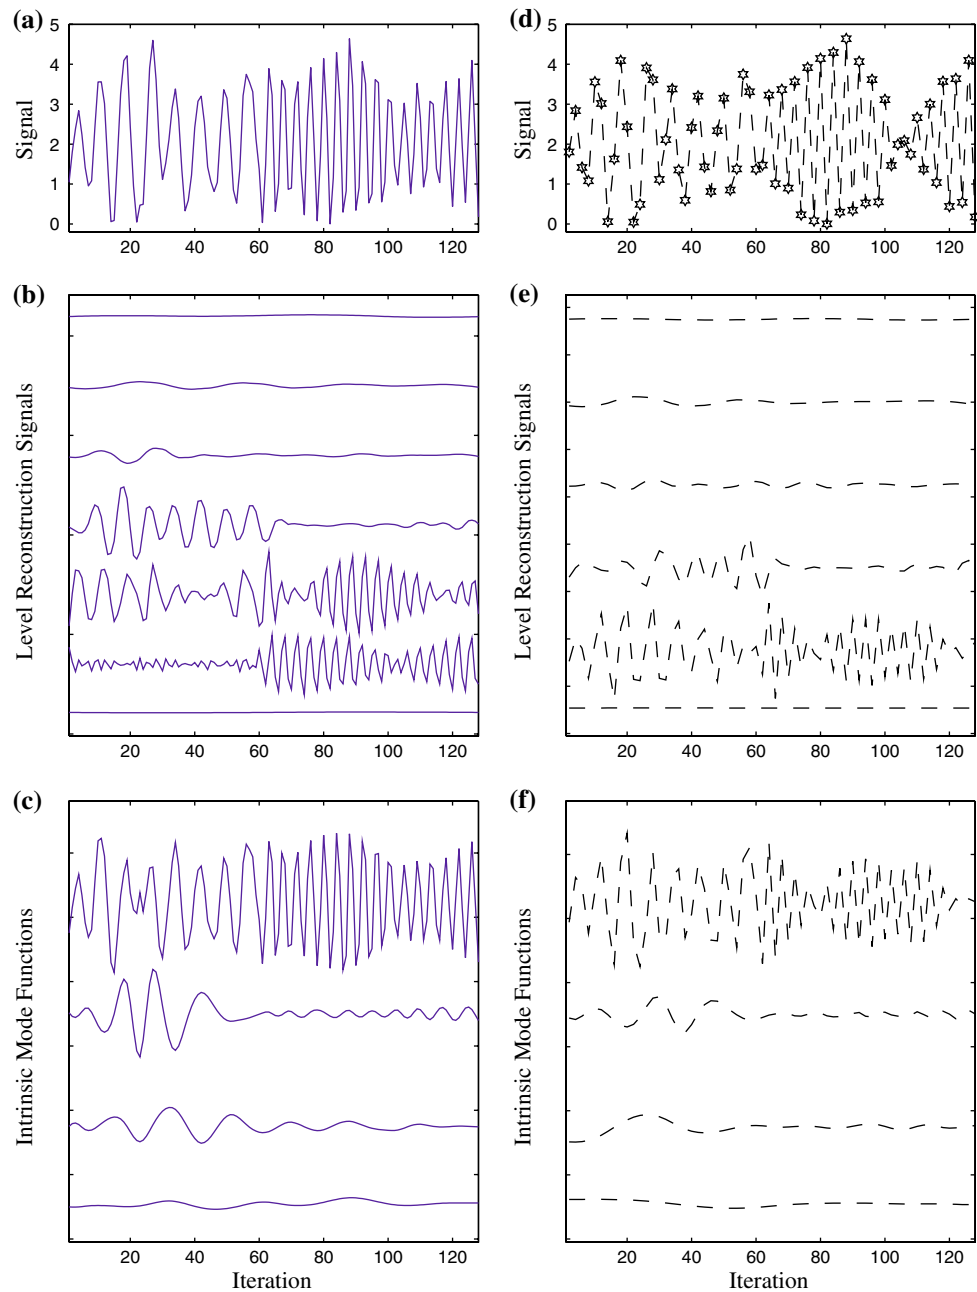 (a)
Signal
5
4
3
2
1
0
20 40 60 80 100 120
(b)
Level Reconstruction Signals
20 40 60 80 100 120
(c)
Intrinsic Mode Functions
20 40 60 80 100 120
Iteration
(d)
Signal
5
4
3
2
1
0
20 40 60 80 100 120
(e)
Level Reconstruction Signals
20 40 60 80 100 120
(f)
Intrinsic Mode Functions
20 40 60 80 100 120
Iteration